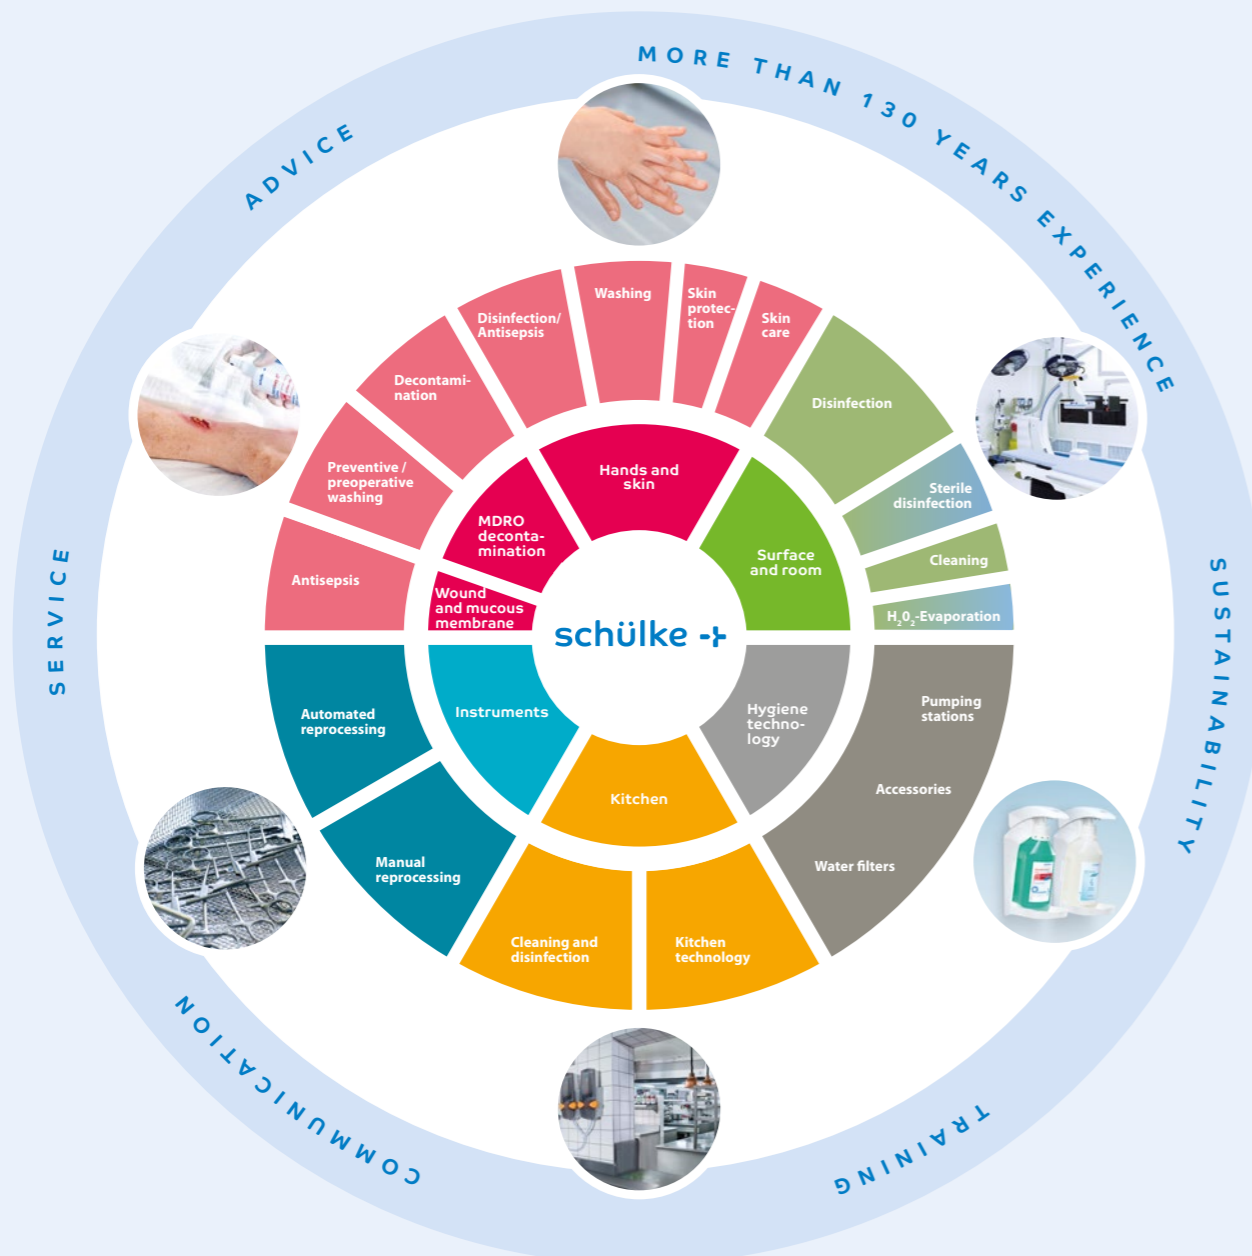 MORE THAN 130 YEARS EXPERIENCE
ADVICE
SERVICE
SUSTAINABILITY
COMMUNICATION
TRAINING
Washing
Skin
protec-
tion
Skin
care
Disinfection/
Antisepsis
Decontami-
nation
Preventive /
preoperative
washing
Antisepsis
Disinfection
Sterile
disinfection
Cleaning
H₂0₂-Evaporation
Hands and
skin
MDRO
deconta-
mination
Wound
and mucous
membrane
Surface
and room
schülke -+
Instruments
Hygiene
techno-
logy
Kitchen
Automated
reprocessing
Manual
reprocessing
Pumping
stations
Accessories
Water filters
Cleaning and
disinfection
Kitchen
technology